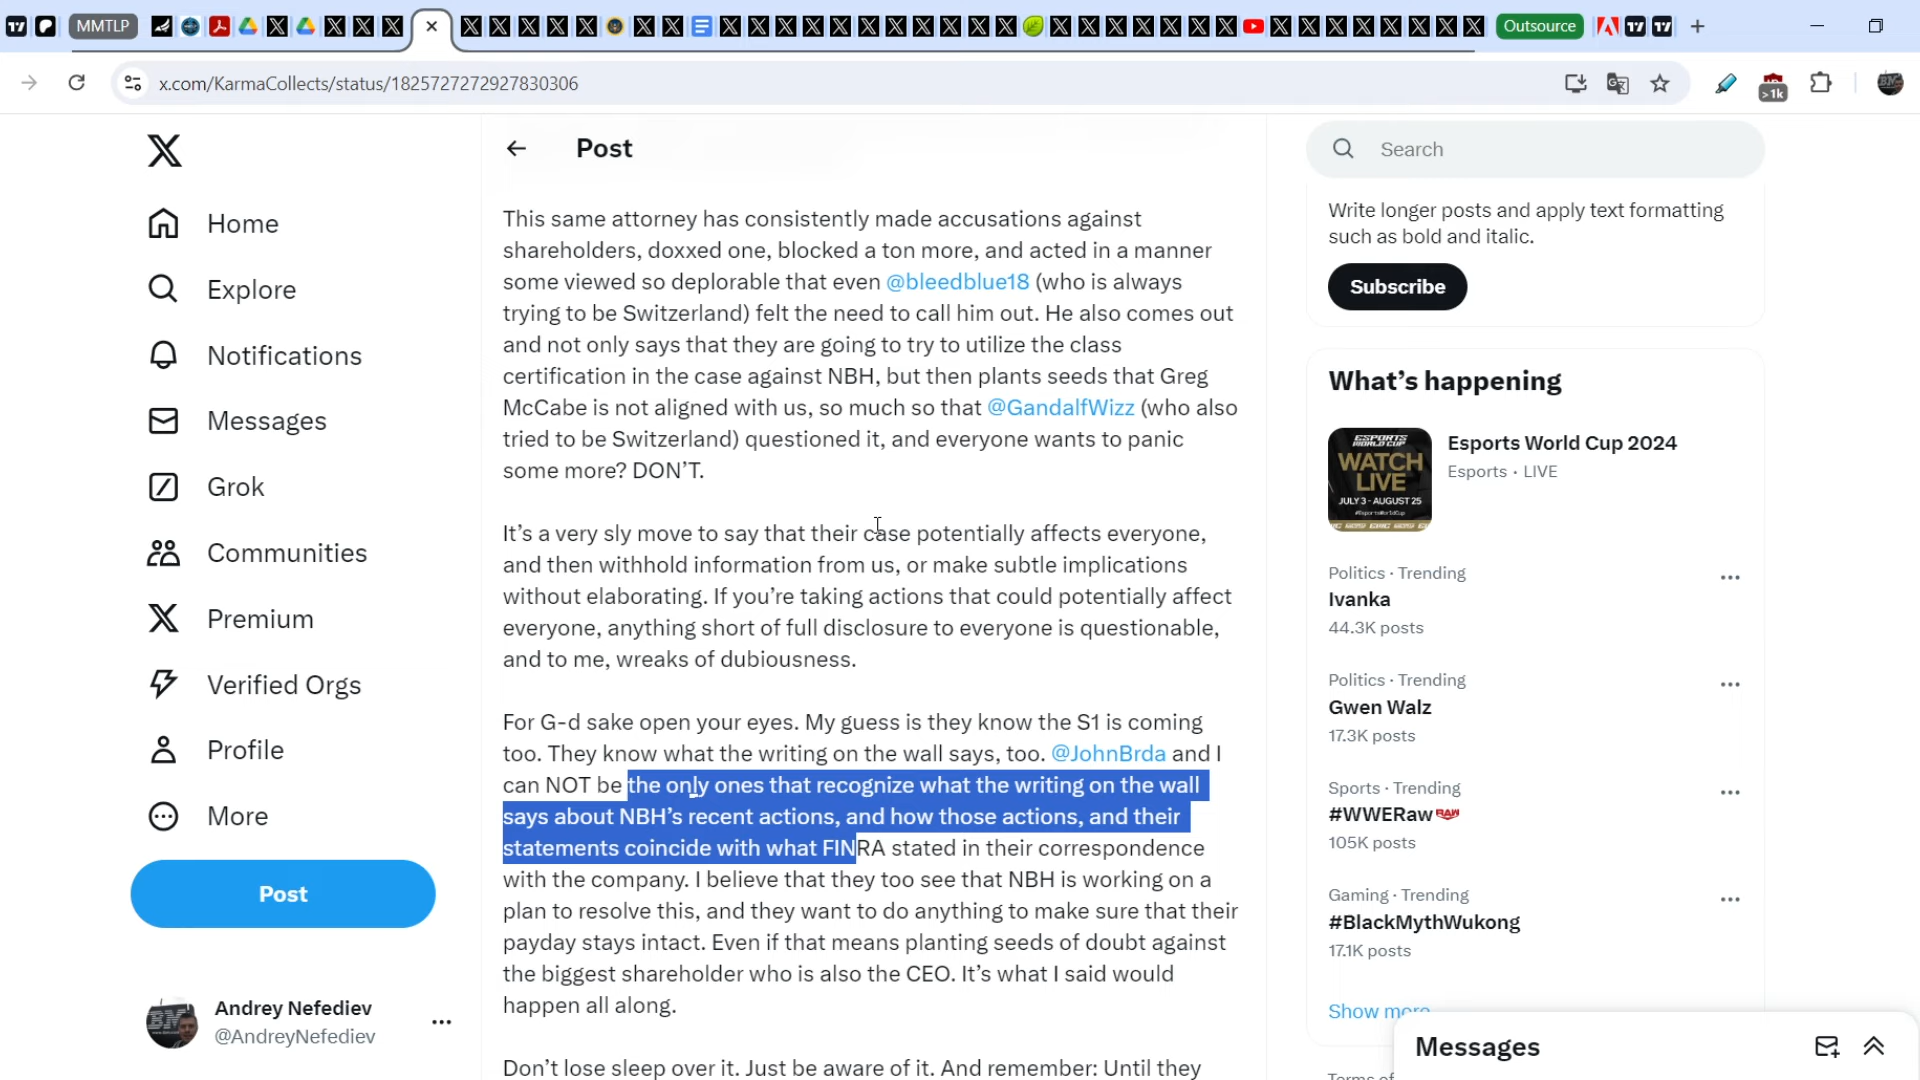 MMTLP
Outsource
x.com/KarmaCollects/status/1825727272927830306
>1k
Home
Explore
Notifications
Messages
Grok
Communities
Premium
Verified Orgs
Profile
More
Post
Andrey Nefediev
@AndreyNefediev
Post
This same attorney has consistently made accusations against
shareholders, doxxed one, blocked a ton more, and acted in a manner
some viewed so deplorable that even @bleedblue18 (who is always
trying to be Switzerland) felt the need to call him out. He also comes out
and not only says that they are going to try to utilize the class
certification in the case against NBH, but then plants seeds that Greg
McCabe is not aligned with us, so much so that @GandalfWizz (who also
tried to be Switzerland) questioned it, and everyone wants to panic
some more? DON’T.
It’s a very sly move to say that their case potentially affects everyone,
and then withhold information from us, or make subtle implications
without elaborating. If you’re taking actions that could potentially affect
everyone, anything short of full disclosure to everyone is questionable,
and to me, wreaks of dubiousness.
For G-d sake open your eyes. My guess is they know the S1 is coming
too. They know what the writing on the wall says, too. @JohnBrda and I
can NOT be the only ones that recognize what the writing on the wall
says about NBH’s recent actions, and how those actions, and their
statements coincide with what FINRA stated in their correspondence
with the company. I believe that they too see that NBH is working on a
plan to resolve this, and they want to do anything to make sure that their
payday stays intact. Even if that means planting seeds of doubt against
the biggest shareholder who is also the CEO. It’s what I said would
happen all along.
Don’t lose sleep over it. Just be aware of it. And remember: Until they
Search
Write longer posts and apply text formatting
such as bold and italic.
Subscribe
What’s happening
ESPORTS
WORLD CUP
WATCH
LIVE
JULY 3 - AUGUST 25
Esports World Cup 2024
Esports · LIVE
Politics · Trending
Ivanka
44.3K posts
Politics · Trending
Gwen Walz
17.3K posts
Sports · Trending
#WWERaw
105K posts
Gaming · Trending
#BlackMythWukong
17.1K posts
Show more
Messages
Terms of